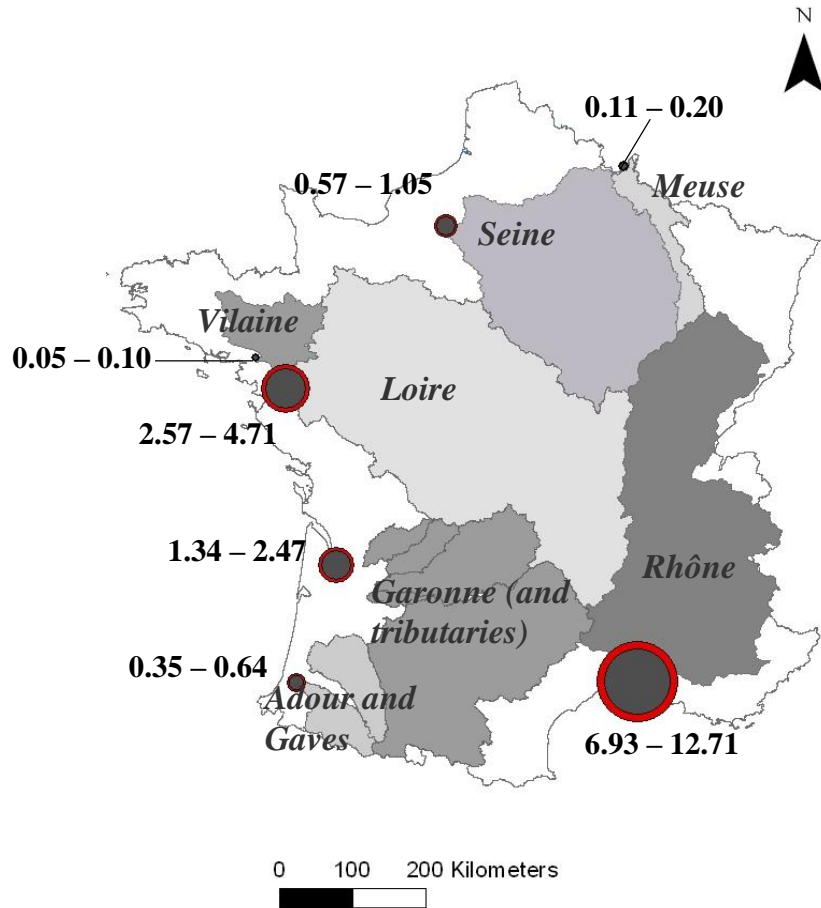 N
0.11 – 0.20
0.57 – 1.05
Meuse
Seine
Vilaine
0.05 – 0.10
Loire
2.57 – 4.71
1.34 – 2.47
Rhône
Garonne (and
tributaries)
0.35 – 0.64
Adour and
Gaves
6.93 – 12.71
0 100 200 Kilometers